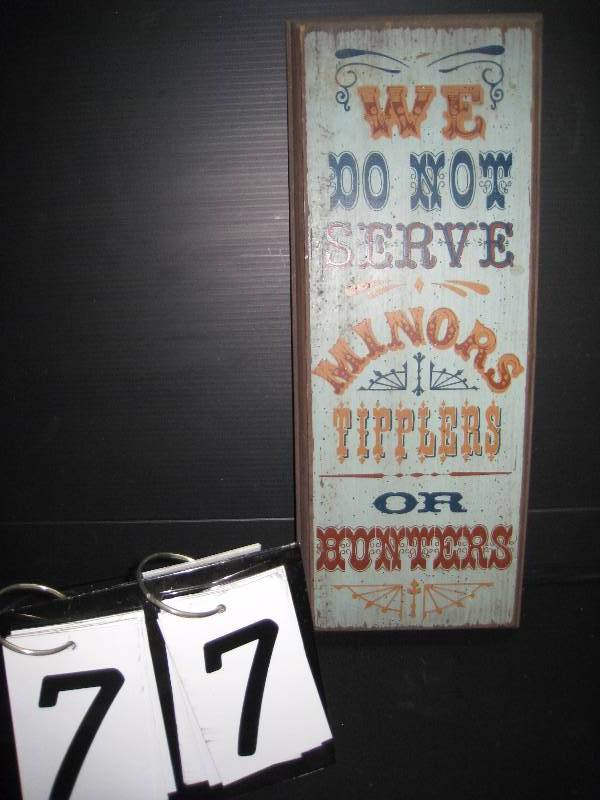 WE
DO NOT
SERVE
MINORS
TIPPLERS
OR
HUNTERS
77